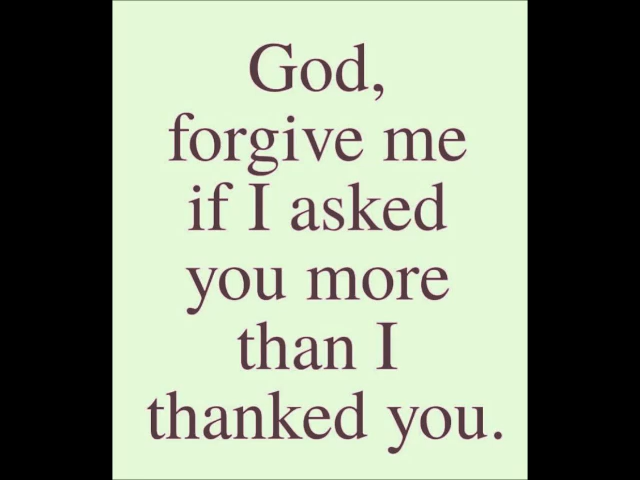 God,
forgive me
if I asked
you more
than I
thanked you.